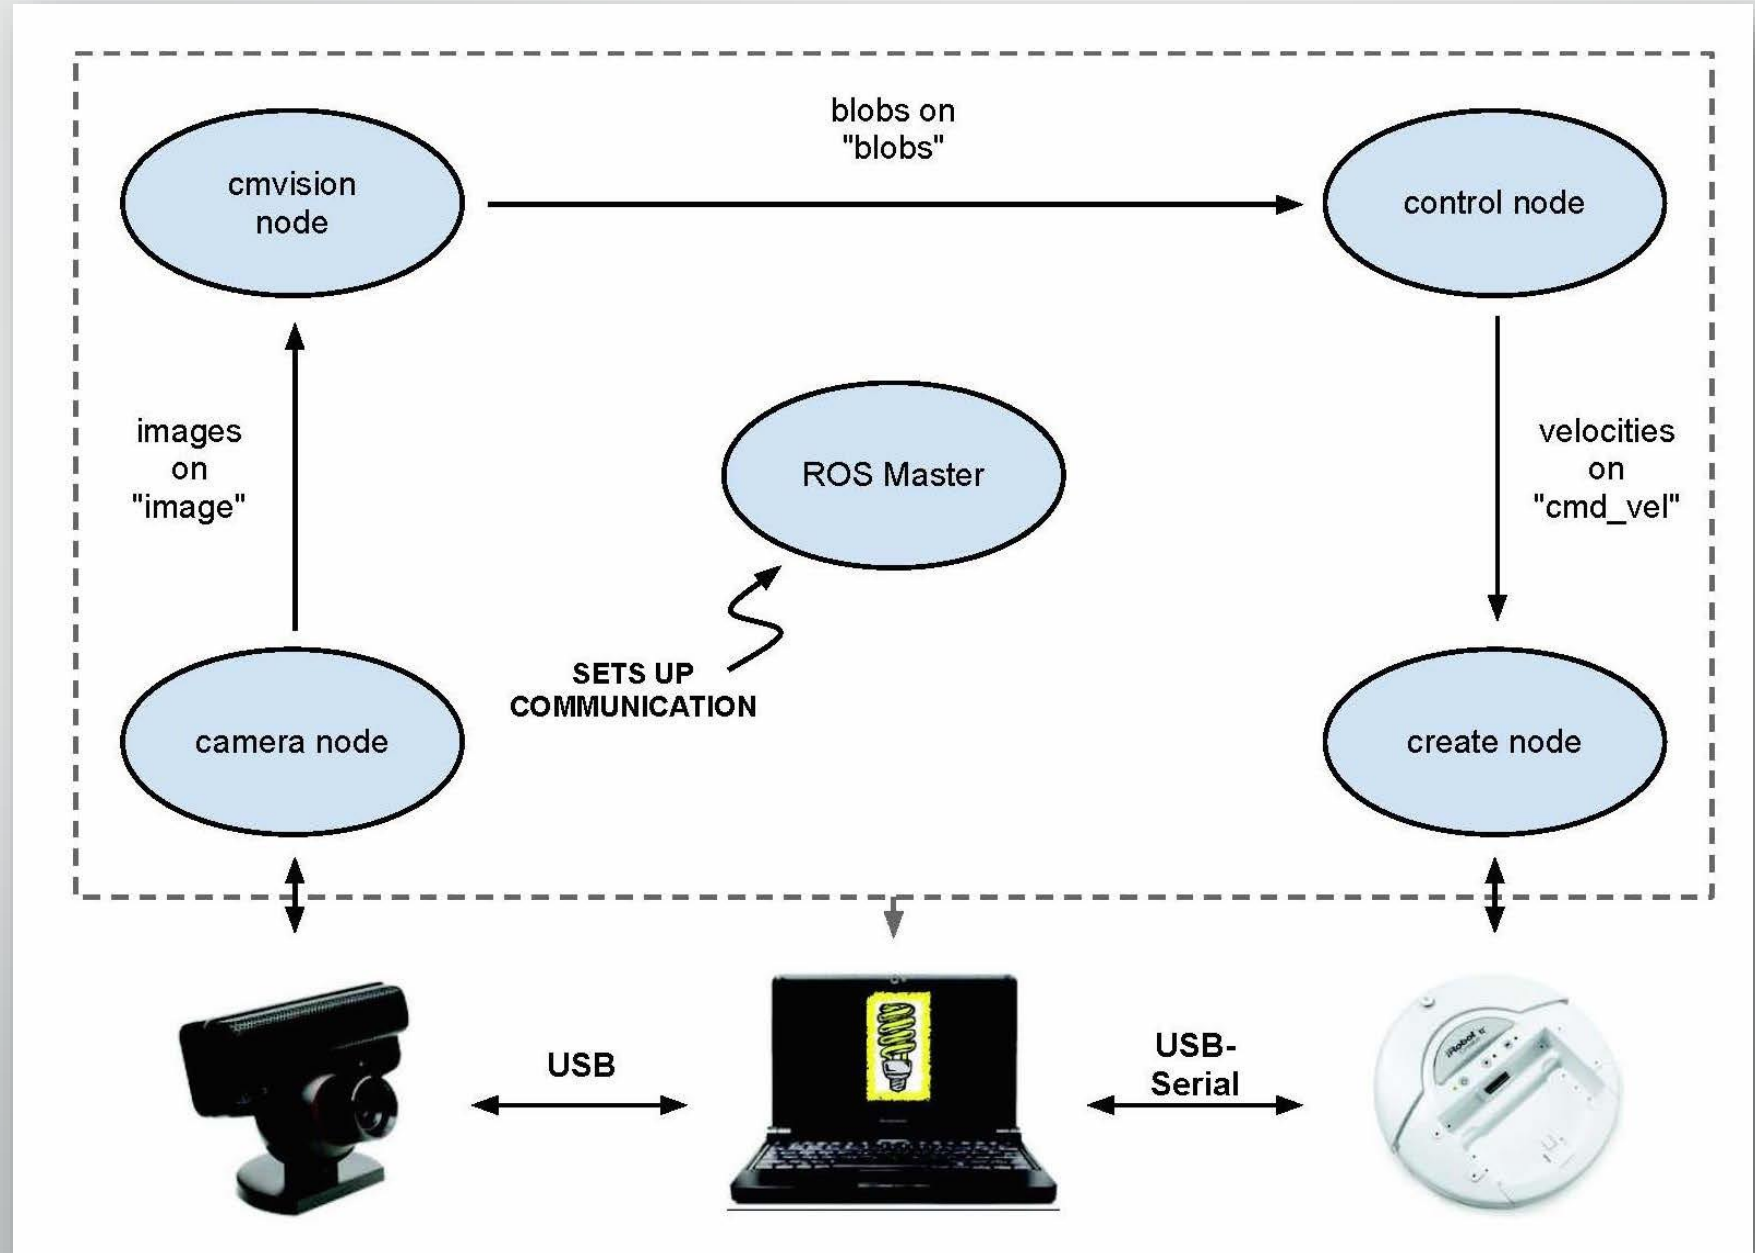 blobs on
"blobs"
cmvision
node
control node
images
on
"image"
ROS Master
velocities
on
"cmd_vel"
SETS UP
COMMUNICATION
camera node
create node
USB
USB-
Serial
iRobot